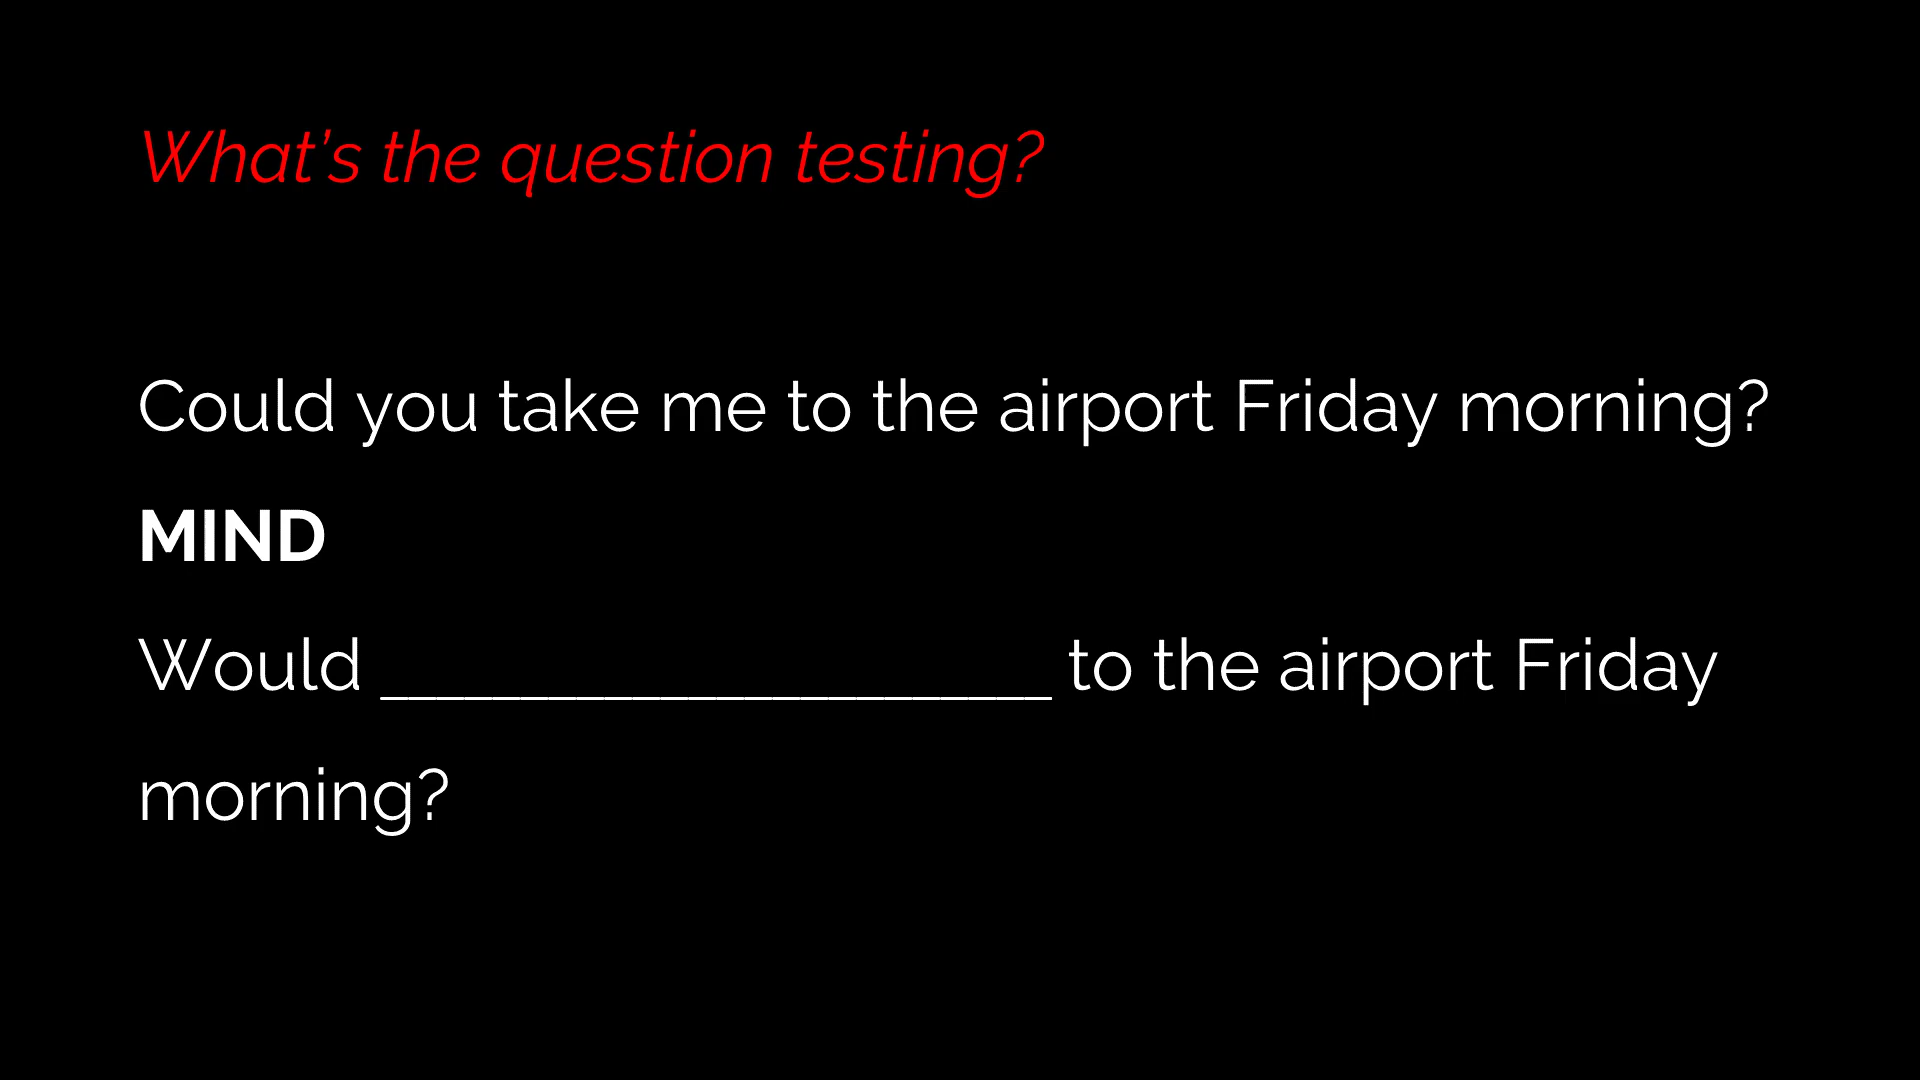 What’s the question testing?
Could you take me to the airport Friday morning?
MIND
Would ________________________ to the airport Friday
morning?